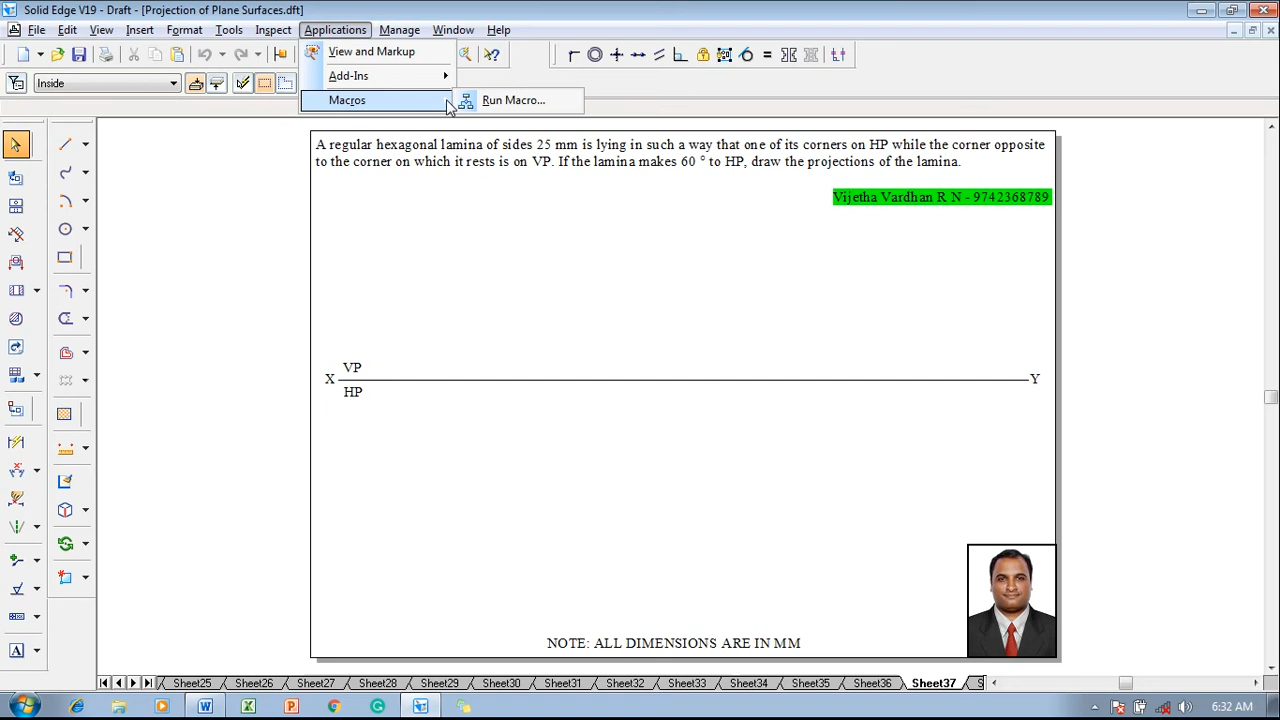 Solid Edge V19 - Draft - [Projection of Plane Surfaces.dft]
File Edit View Insert Format Tools Inspect Applications Manage Window Help
View and Markup
Inside
Add-Ins
Macros
Run Macro...
A regular hexagonal lamina of sides 25 mm is lying in such a way that one of its corners on HP while the corner opposite
to the corner on which it rests is on VP. If the lamina makes 60 ° to HP, draw the projections of the lamina.
Vijetha Vardhan R N - 9742368789
VP
X
Y
HP
NOTE: ALL DIMENSIONS ARE IN MM
Sheet25 Sheet26 Sheet27 Sheet28 Sheet29 Sheet30 Sheet31 Sheet32 Sheet33 Sheet34 Sheet35 Sheet36 Sheet37 S
6:32 AM